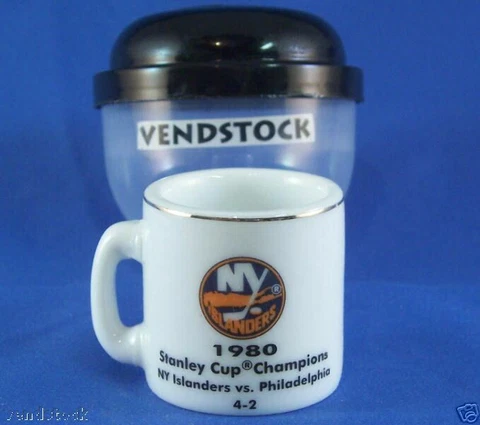 VENDSTOCK
NY
ISLANDERS
®
1980
Stanley Cup® Champions
NY Islanders vs. Philadelphia
4-2
vendstock